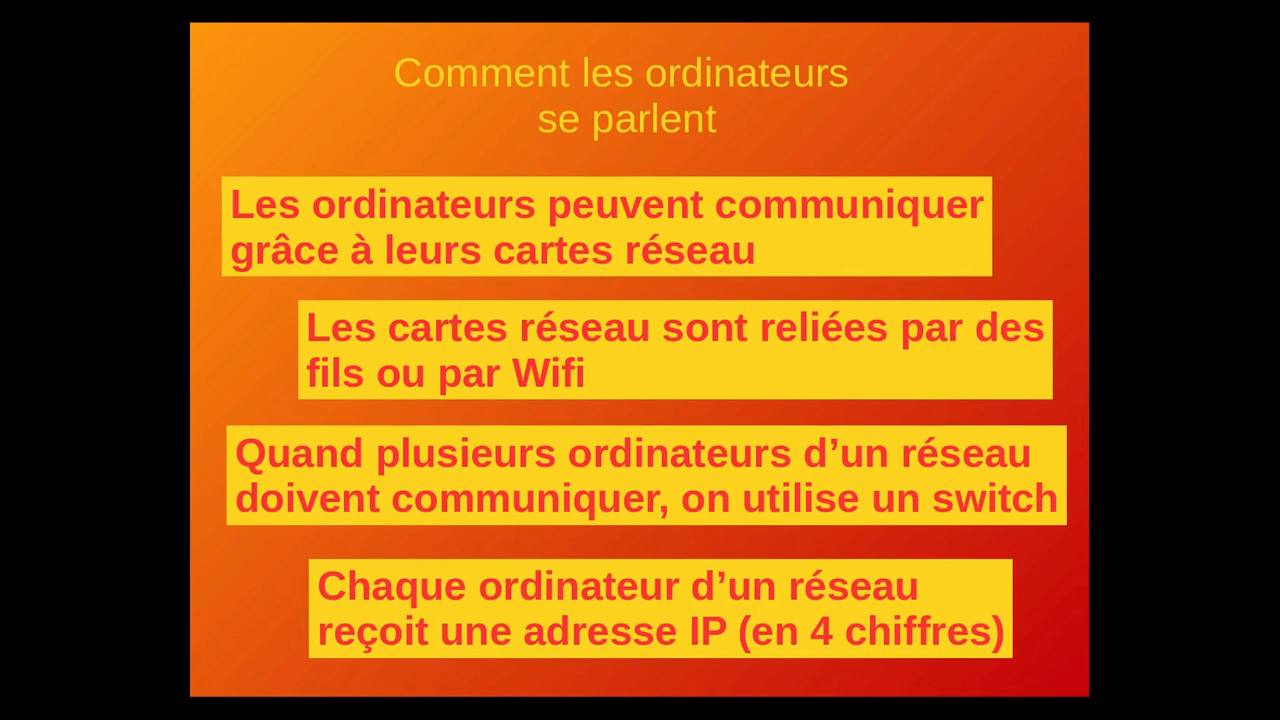 Comment les ordinateurs
se parlent
Les ordinateurs peuvent communiquer
grâce à leurs cartes réseau
Les cartes réseau sont reliées par des
fils ou par Wifi
Quand plusieurs ordinateurs d’un réseau
doivent communiquer, on utilise un switch
Chaque ordinateur d’un réseau
reçoit une adresse IP (en 4 chiffres)